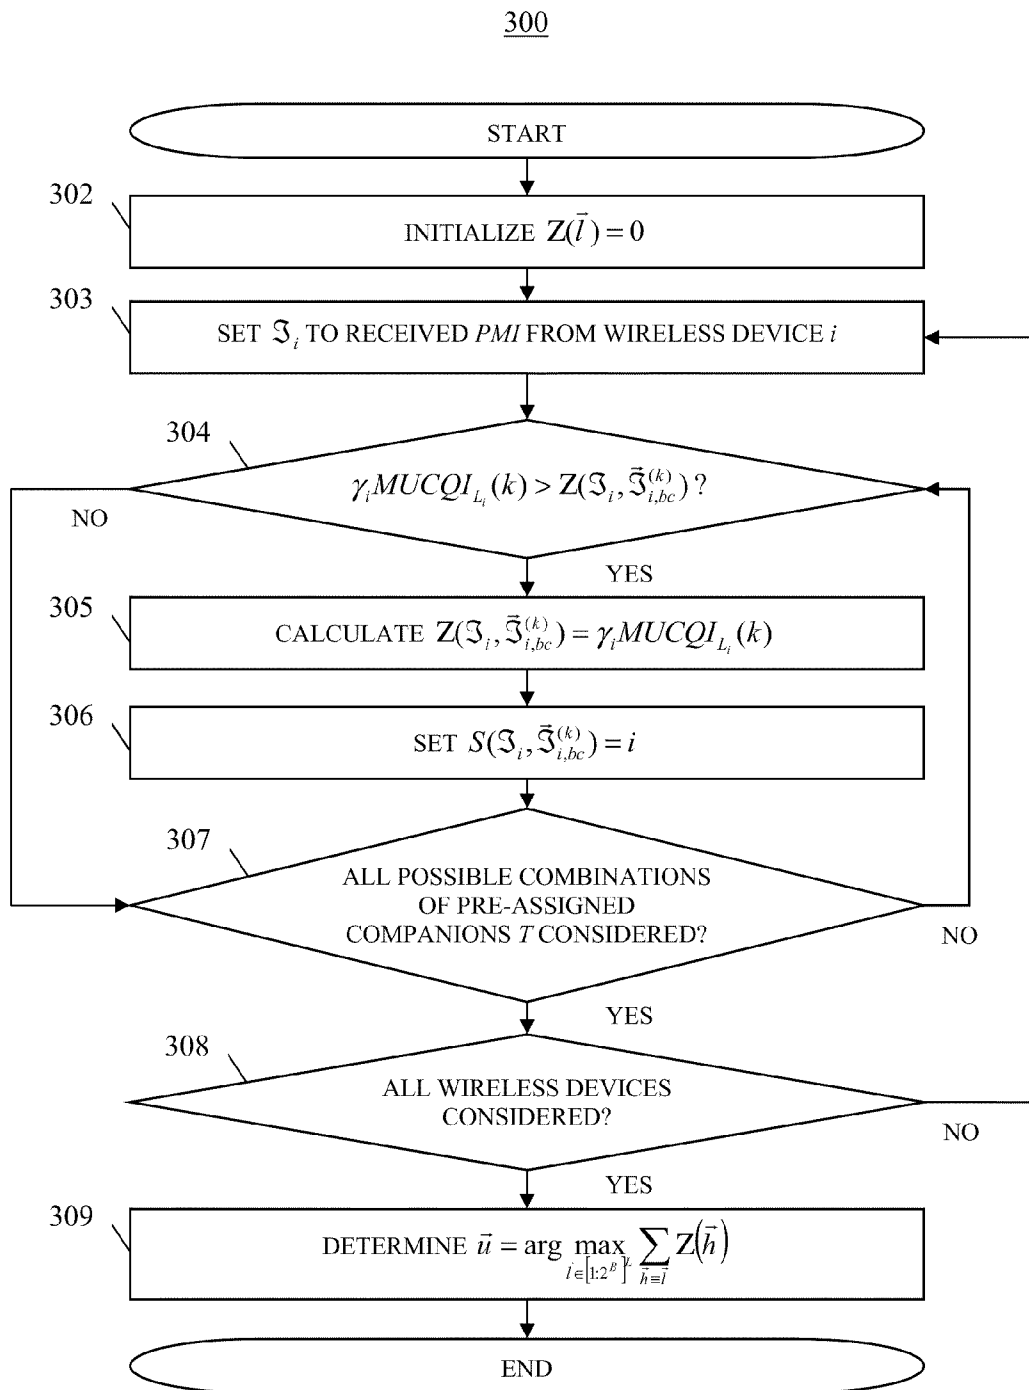 300
START
302
INITIALIZE Z(l⃗) = 0
303
SET ℑ_i TO RECEIVED PMI FROM WIRELESS DEVICE i
304
γ_i MUCQI_{L_i}(k) > Z(ℑ_i, ℑ⃗_{i,bc}^{(k)}) ?
NO
YES
305
CALCULATE Z(ℑ_i, ℑ⃗_{i,bc}^{(k)}) = γ_i MUCQI_{L_i}(k)
306
SET S(ℑ_i, ℑ⃗_{i,bc}^{(k)}) = i
307
ALL POSSIBLE COMBINATIONS
OF PRE-ASSIGNED
COMPANIONS T CONSIDERED?
NO
YES
308
ALL WIRELESS DEVICES
CONSIDERED?
NO
YES
309
DETERMINE u⃗ = arg max_{l⃗∈[1:2^B]^L} ∑_{h⃗≡l⃗} Z(h⃗)
END